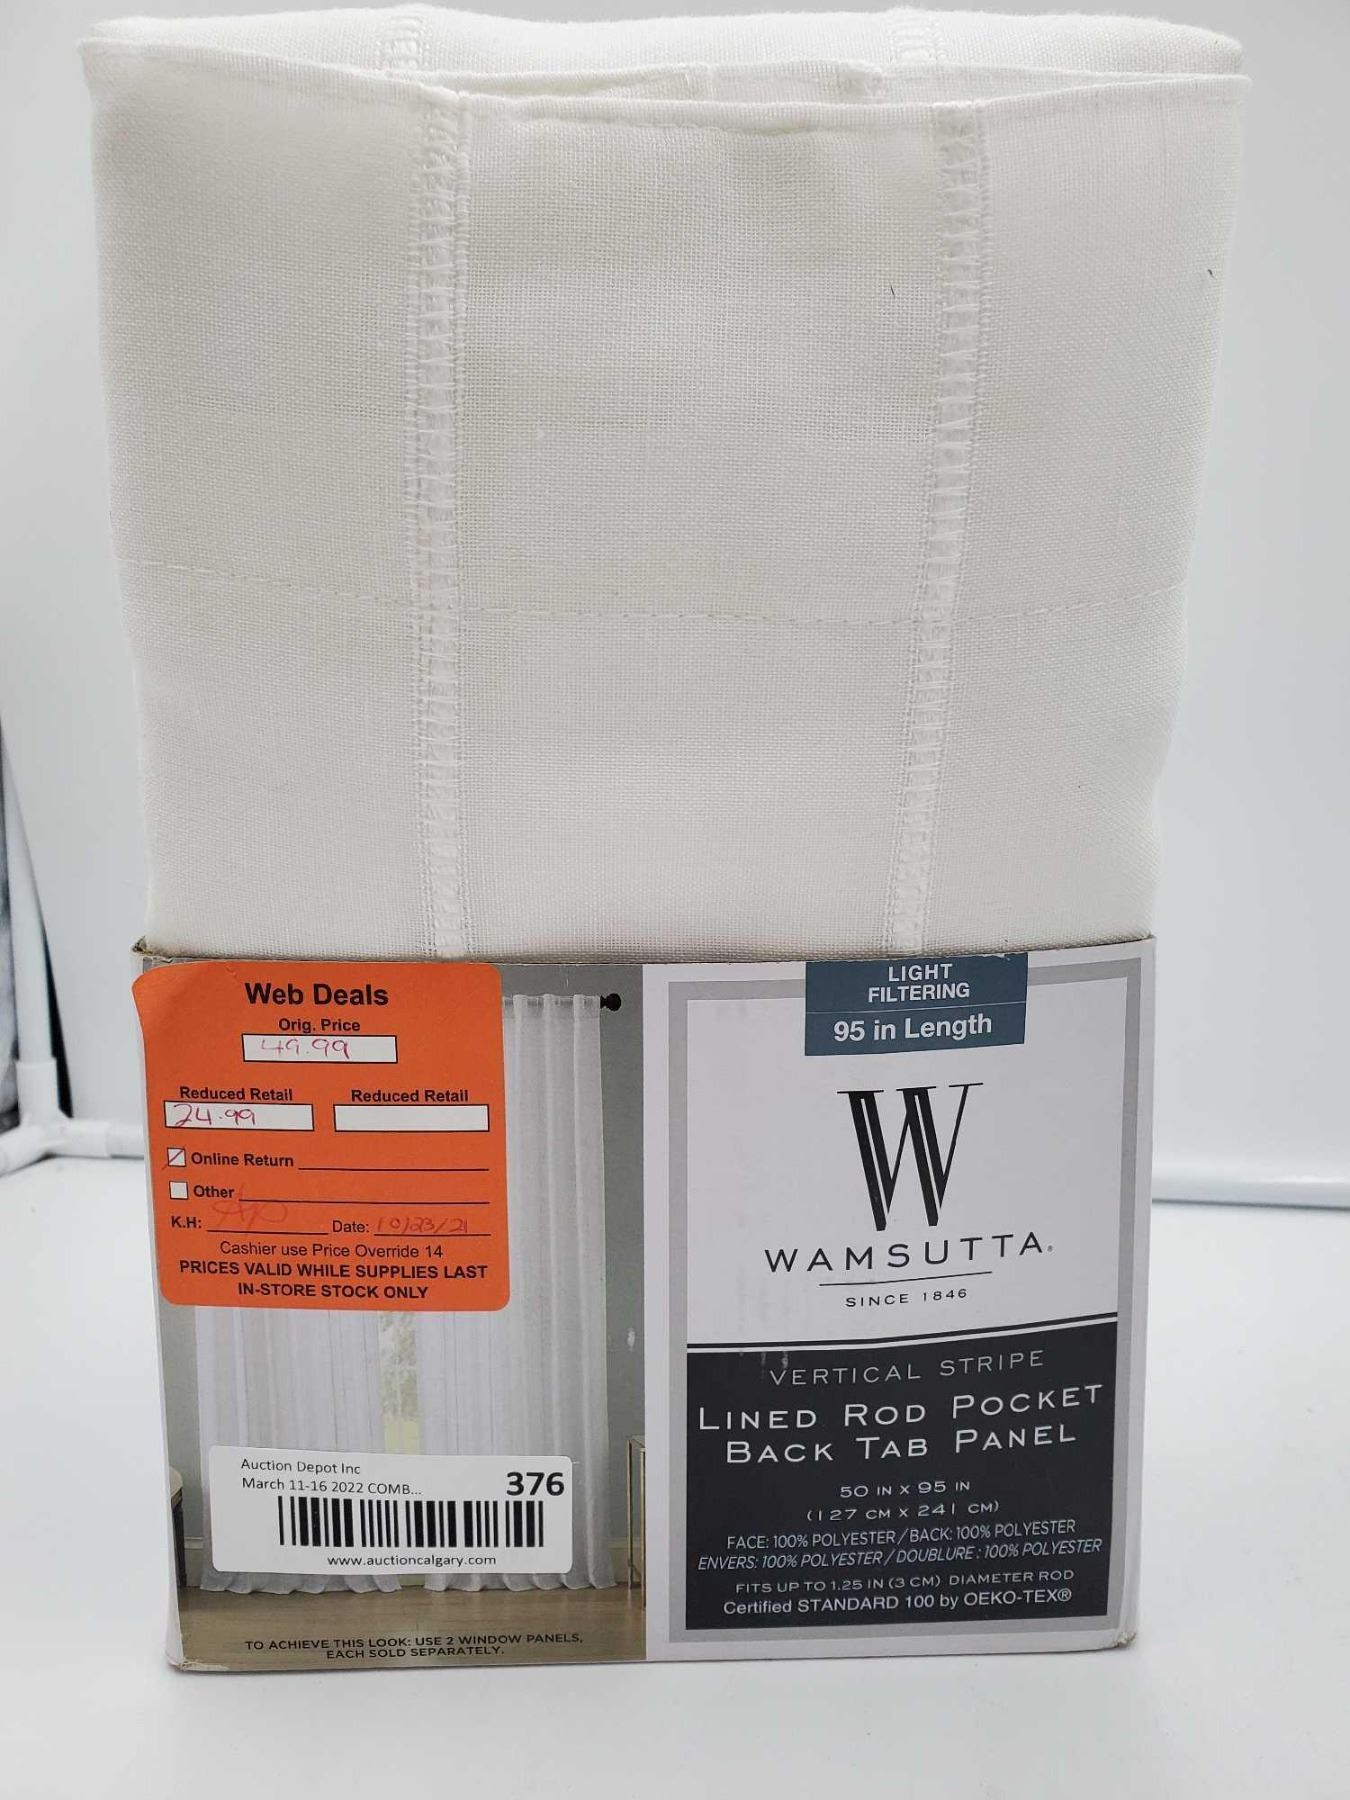 Web Deals
Orig. Price
49.99
Reduced Retail
Reduced Retail
24.99
Online Return
Other
K.H:
Date: 10/23/21
Cashier use Price Override 14
PRICES VALID WHILE SUPPLIES LAST
IN-STORE STOCK ONLY
Auction Depot Inc
March 11-16 2022 COMB...
376
www.auctioncalgary.com
TO ACHIEVE THIS LOOK: USE 2 WINDOW PANELS,
EACH SOLD SEPARATELY.
LIGHT
FILTERING
95 in Length
W
WAMSUTTA®
SINCE 1846
VERTICAL STRIPE
LINED ROD POCKET
BACK TAB PANEL
50 IN X 95 IN
(127 CM X 241 CM)
FACE: 100% POLYESTER / BACK: 100% POLYESTER
ENVERS: 100% POLYESTER / DOUBLURE : 100% POLYESTER
FITS UP TO 1.25 IN (3 CM) DIAMETER ROD
Certified STANDARD 100 by OEKO-TEX®